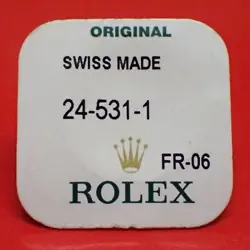 ORIGINAL
SWISS MADE
24-531-1
FR-06
ROLEX